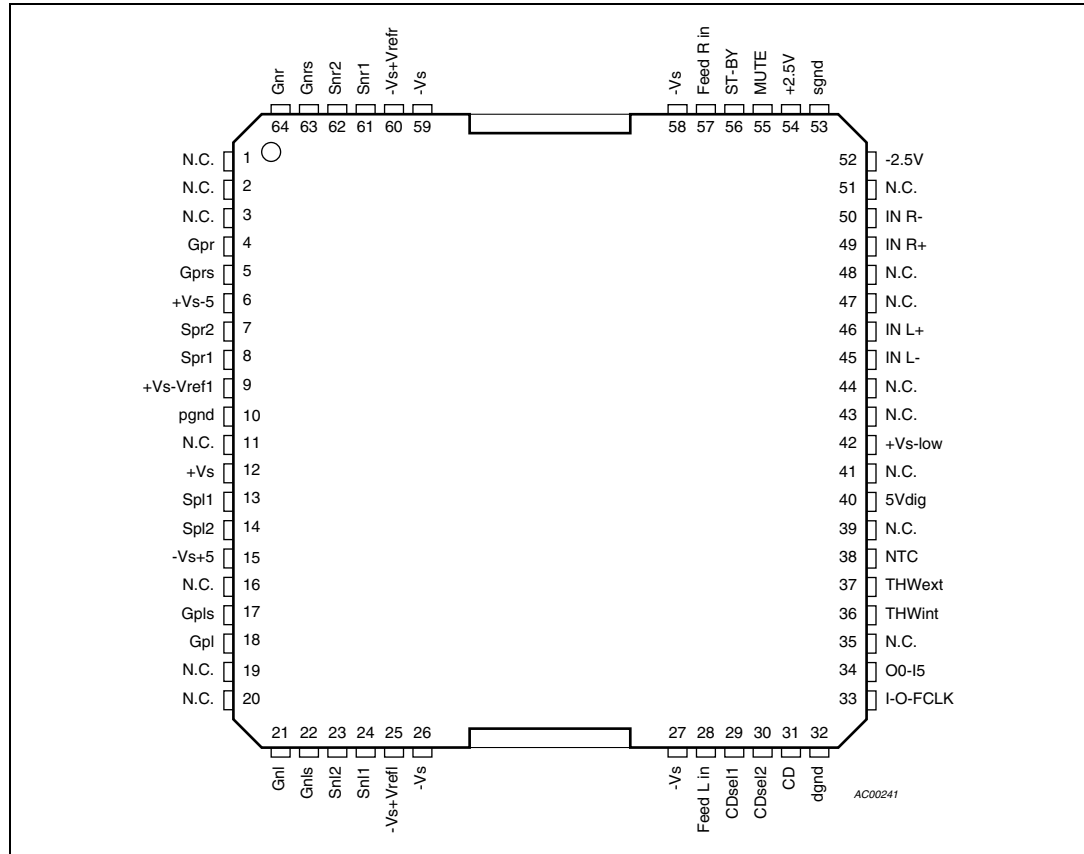 Gnr
Gnrs
Snr2
Snr1
-Vs+Vrefr
-Vs
-Vs
Feed R in
ST-BY
MUTE
+2.5V
sgnd
64 63 62 61 60 59 58 57 56 55 54 53
N.C. 1
N.C. 2
N.C. 3
Gpr 4
Gprs 5
+Vs-5 6
Spr2 7
Spr1 8
+Vs-Vref1 9
pgnd 10
N.C. 11
+Vs 12
Spl1 13
Spl2 14
-Vs+5 15
N.C. 16
Gpls 17
Gpl 18
N.C. 19
N.C. 20
52 -2.5V
51 N.C.
50 IN R-
49 IN R+
48 N.C.
47 N.C.
46 IN L+
45 IN L-
44 N.C.
43 N.C.
42 +Vs-low
41 N.C.
40 5Vdig
39 N.C.
38 NTC
37 THWext
36 THWint
35 N.C.
34 O0-I5
33 I-O-FCLK
21 22 23 24 25 26 27 28 29 30 31 32
Gnl
Gnls
Snl2
Snl1
-Vs+Vrefl
-Vs
-Vs
Feed L in
CDsel1
CDsel2
CD
dgnd
AC00241